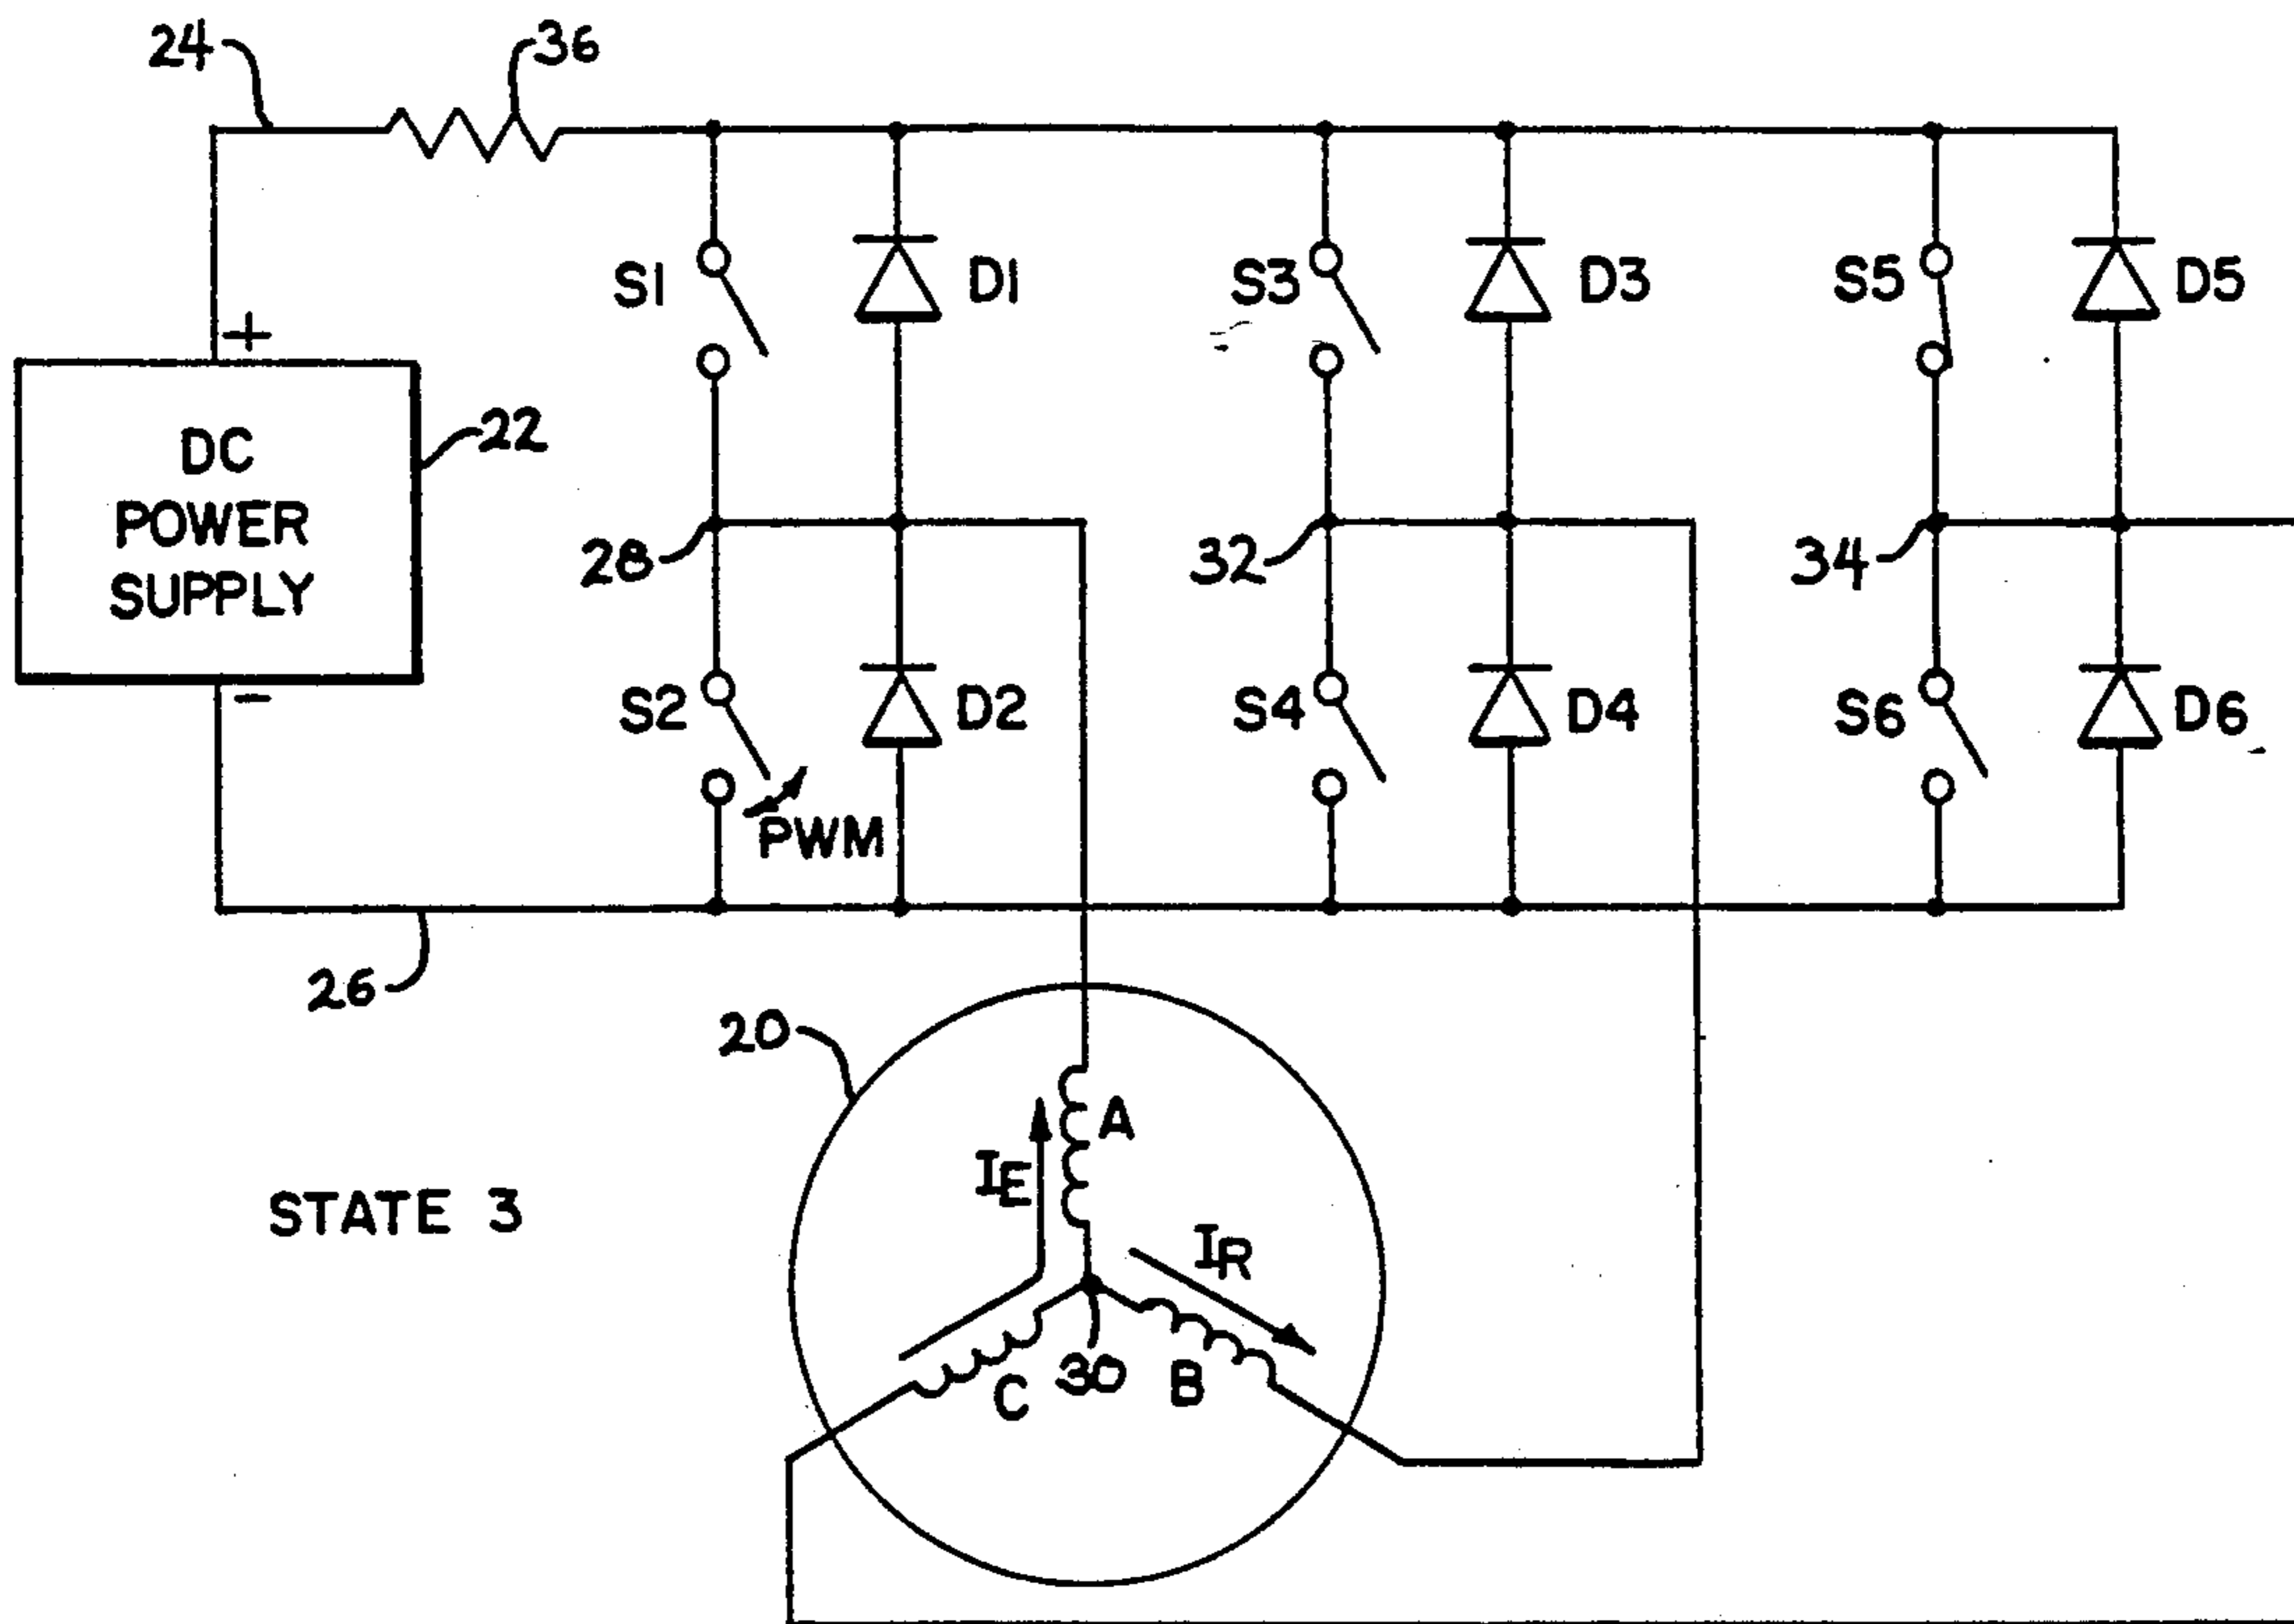 24
36
S1
D1
S3
D3
S5
D5
+
DC
POWER
SUPPLY
22
28
32
34
-
S2
D2
S4
D4
S6
D6
PWM
26
20
A
IE
STATE 3
IR
C
30
B